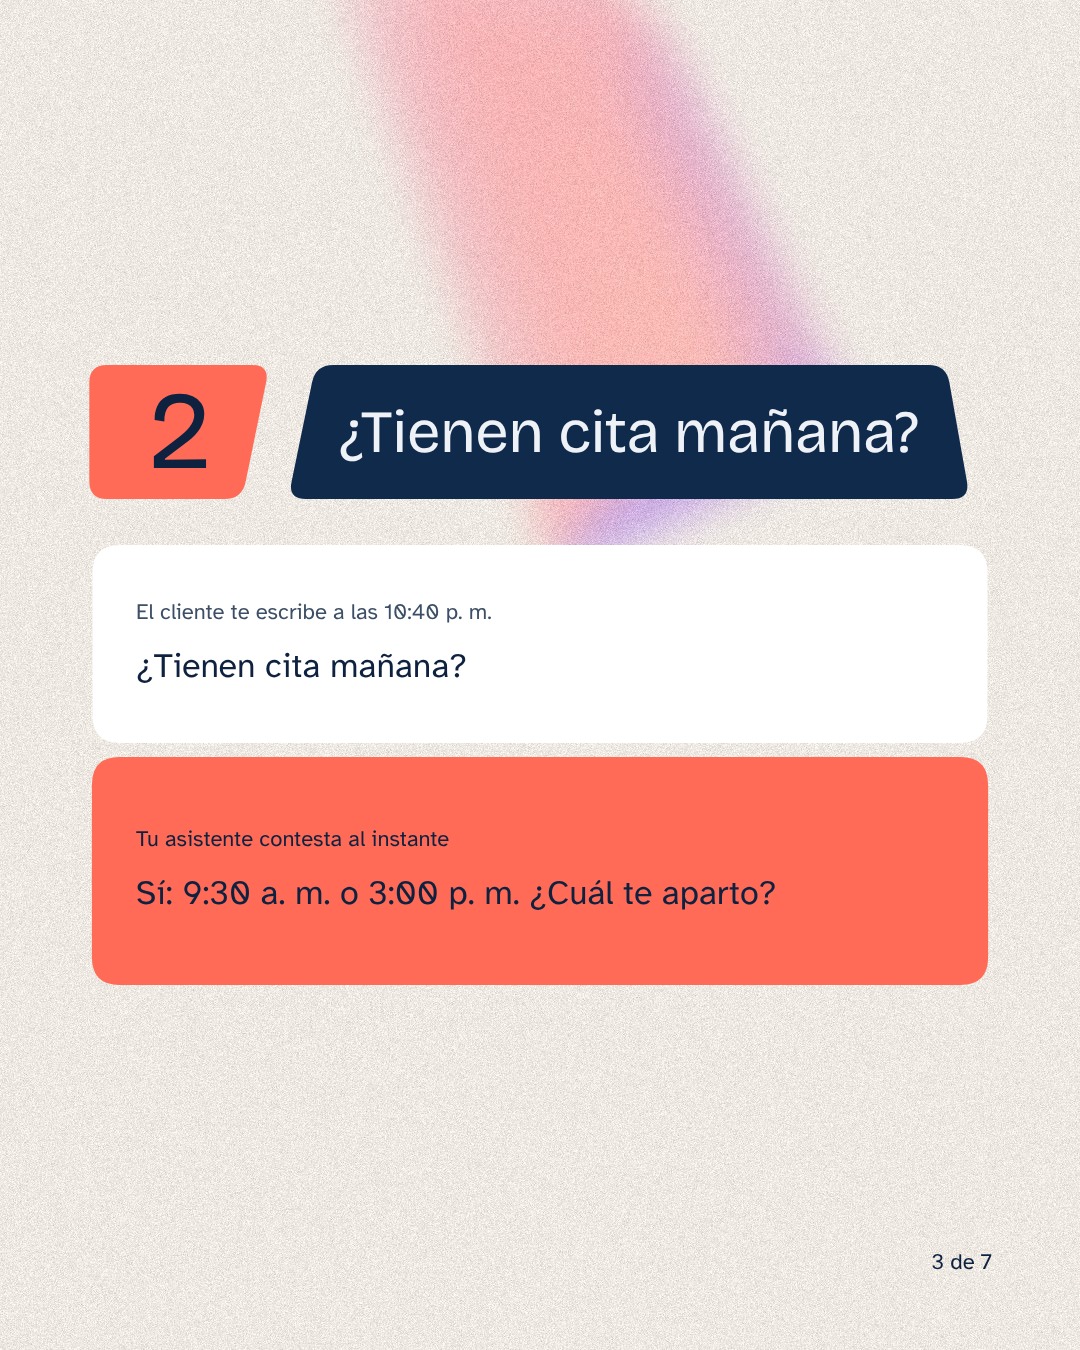 2
¿Tienen cita mañana?
El cliente te escribe a las 10:40 p. m.
¿Tienen cita mañana?
Tu asistente contesta al instante
Sí: 9:30 a. m. o 3:00 p. m. ¿Cuál te aparto?
3 de 7